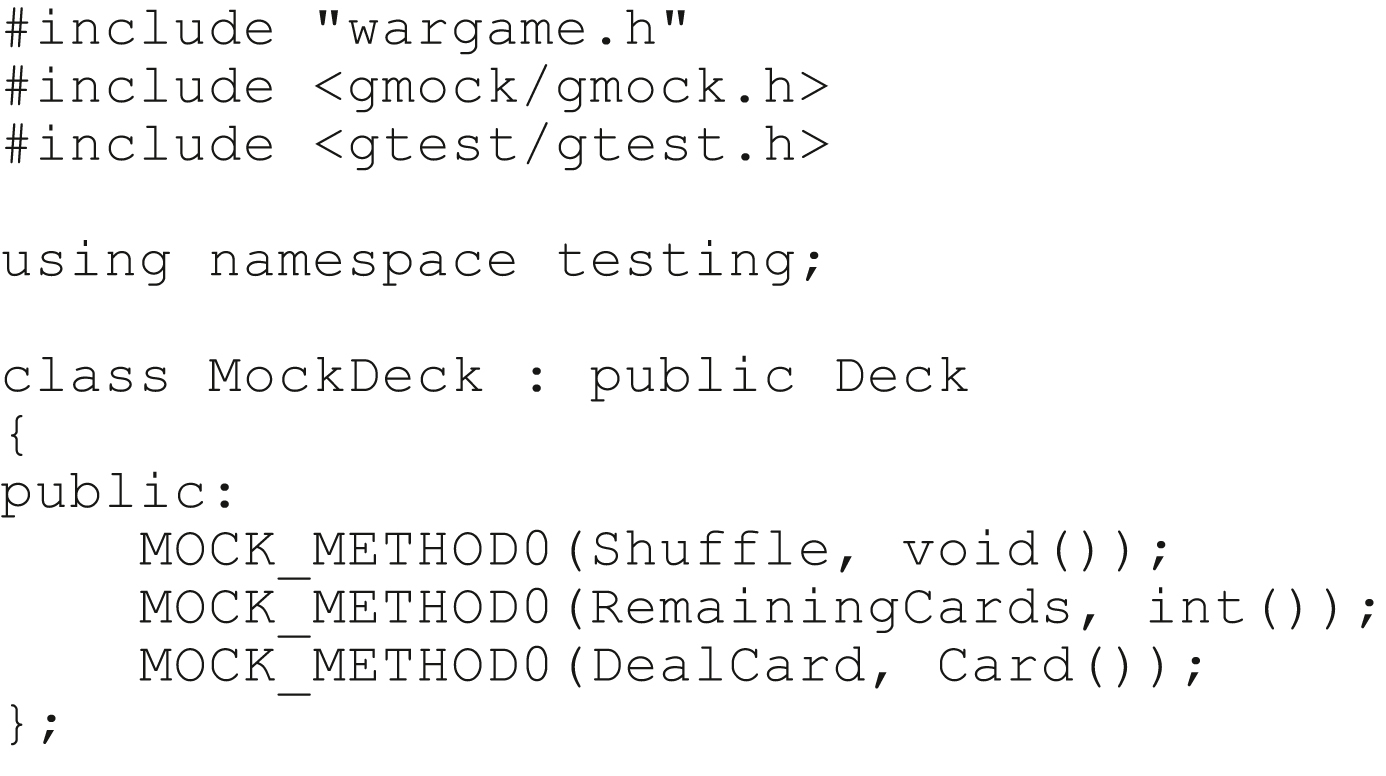 #include "wargame.h"
#include <gmock/gmock.h>
#include <gtest/gtest.h>

using namespace testing;

class MockDeck : public Deck
{
public:
    MOCK_METHOD0(Shuffle, void());
    MOCK_METHOD0(RemainingCards, int());
    MOCK_METHOD0(DealCard, Card());
};